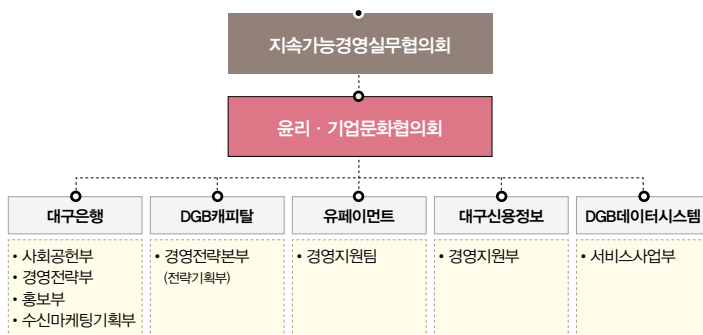 지속가능경영실무협의회
윤리 · 기업문화협의회
대구은행
• 사회공헌부
• 경영전략부
• 홍보부
• 수신마케팅기획부
DGB캐피탈
• 경영전략본부
(전략기획부)
유페이먼트
• 경영지원팀
대구신용정보
• 경영지원부
DGB데이터시스템
• 서비스사업부